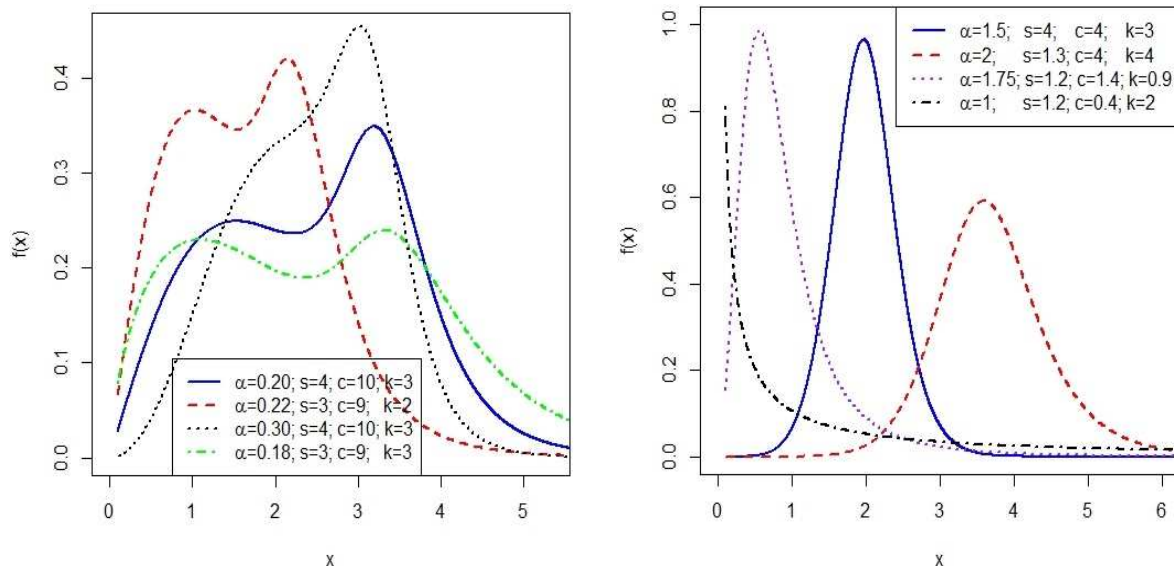 0.4
0.3
0.2
0.1
0.0
f(x)
α=0.20; s=4; c=10; k=3
α=0.22; s=3; c=9; k=2
α=0.30; s=4; c=10; k=3
α=0.18; s=3; c=9; k=3
0 1 2 3 4 5
x
1.0
0.8
0.6
0.4
0.2
0.0
f(x)
α=1.5; s=4; c=4; k=3
α=2; s=1.3; c=4; k=4
α=1.75; s=1.2; c=1.4; k=0.9
α=1; s=1.2; c=0.4; k=2
0 1 2 3 4 5 6
x